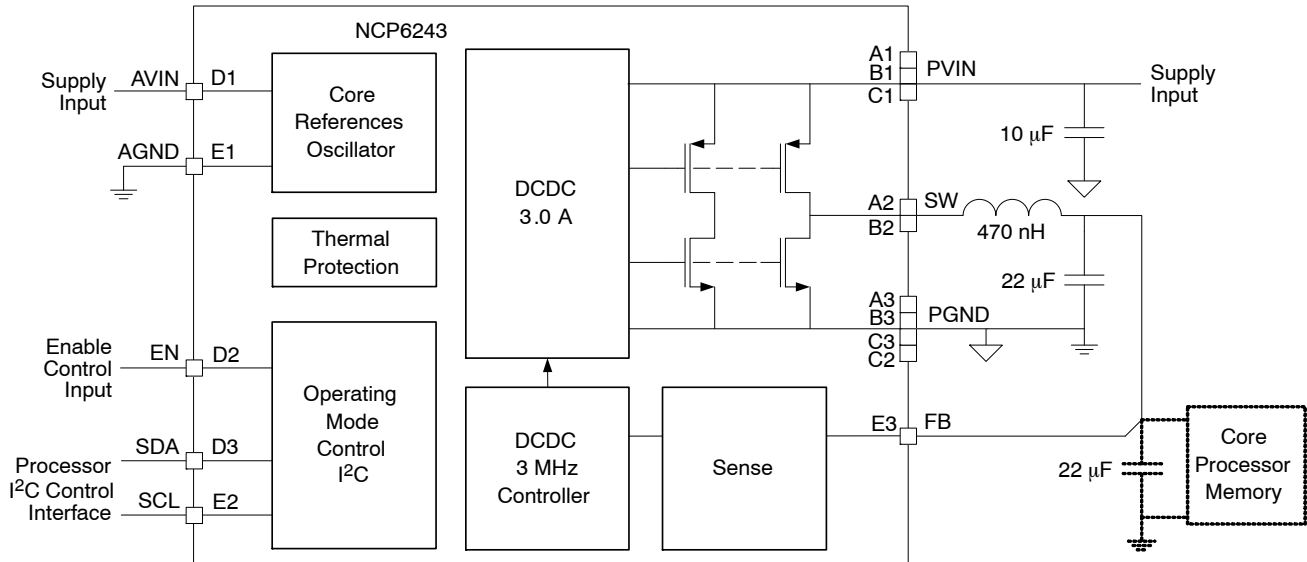 NCP6243
Supply
Input
AVIN
D1
AGND
E1
Core
References
Oscillator
Thermal
Protection
Enable
Control
Input
EN
D2
Processor
I²C Control
Interface
SDA
D3
SCL
E2
Operating
Mode
Control
I²C
DCDC
3.0 A
DCDC
3 MHz
Controller
Sense
A1
B1
C1
PVIN
Supply
Input
10 μF
A2
B2
SW
470 nH
22 μF
A3
B3
C3
C2
PGND
E3
FB
22 μF
Core
Processor
Memory